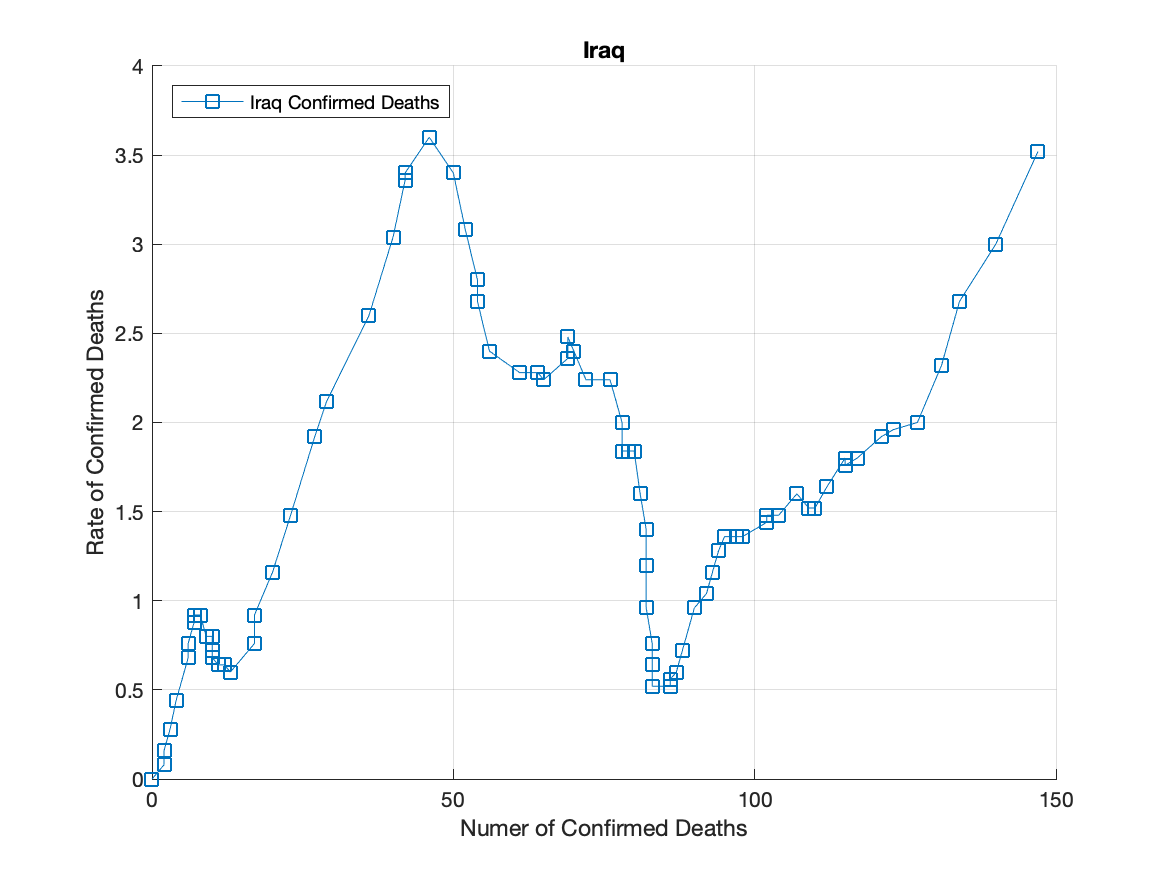 Iraq
Iraq Confirmed Deaths
4
3.5
3
2.5
2
1.5
1
0.5
0
0 50 100 150
Rate of Confirmed Deaths
Numer of Confirmed Deaths